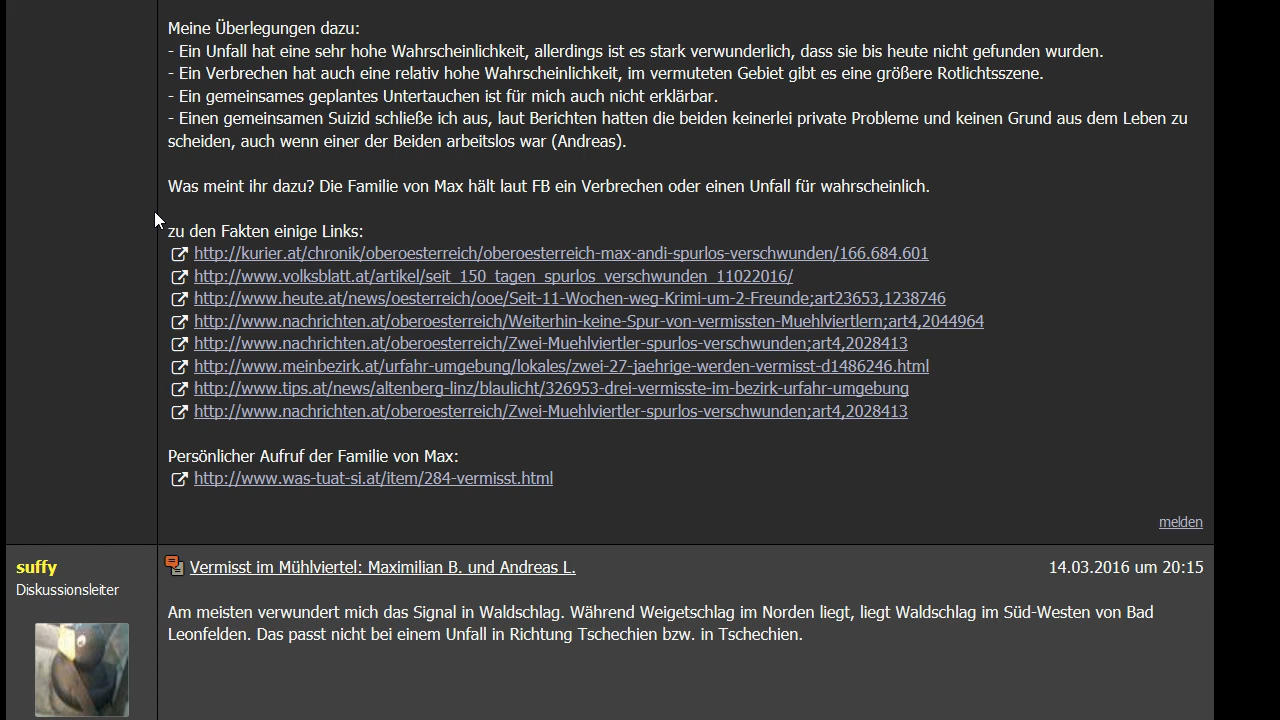 Meine Überlegungen dazu:
- Ein Unfall hat eine sehr hohe Wahrscheinlichkeit, allerdings ist es stark verwunderlich, dass sie bis heute nicht gefunden wurden.
- Ein Verbrechen hat auch eine relativ hohe Wahrscheinlichkeit, im vermuteten Gebiet gibt es eine größere Rotlichtsszene.
- Ein gemeinsames geplantes Untertauchen ist für mich auch nicht erklärbar.
- Einen gemeinsamen Suizid schließe ich aus, laut Berichten hatten die beiden keinerlei private Probleme und keinen Grund aus dem Leben zu
scheiden, auch wenn einer der Beiden arbeitslos war (Andreas).
Was meint ihr dazu? Die Familie von Max hält laut FB ein Verbrechen oder einen Unfall für wahrscheinlich.
zu den Fakten einige Links:
http://kurier.at/chronik/oberoesterreich/oberoesterreich-max-andi-spurlos-verschwunden/166.684.601
http://www.volksblatt.at/artikel/seit_150_tagen_spurlos_verschwunden_11022016/
http://www.heute.at/news/oesterreich/ooe/Seit-11-Wochen-weg-Krimi-um-2-Freunde;art23653,1238746
http://www.nachrichten.at/oberoesterreich/Weiterhin-keine-Spur-von-vermissten-Muehlviertlern;art4,2044964
http://www.nachrichten.at/oberoesterreich/Zwei-Muehlviertler-spurlos-verschwunden;art4,2028413
http://www.meinbezirk.at/urfahr-umgebung/lokales/zwei-27-jaehrige-werden-vermisst-d1486246.html
http://www.tips.at/news/altenberg-linz/blaulicht/326953-drei-vermisste-im-bezirk-urfahr-umgebung
http://www.nachrichten.at/oberoesterreich/Zwei-Muehlviertler-spurlos-verschwunden;art4,2028413
Persönlicher Aufruf der Familie von Max:
http://www.was-tuat-si.at/item/284-vermisst.html
melden
suffy
Diskussionsleiter
Vermisst im Mühlviertel: Maximilian B. und Andreas L.
14.03.2016 um 20:15
Am meisten verwundert mich das Signal in Waldschlag. Während Weigetschlag im Norden liegt, liegt Waldschlag im Süd-Westen von Bad
Leonfelden. Das passt nicht bei einem Unfall in Richtung Tschechien bzw. in Tschechien.